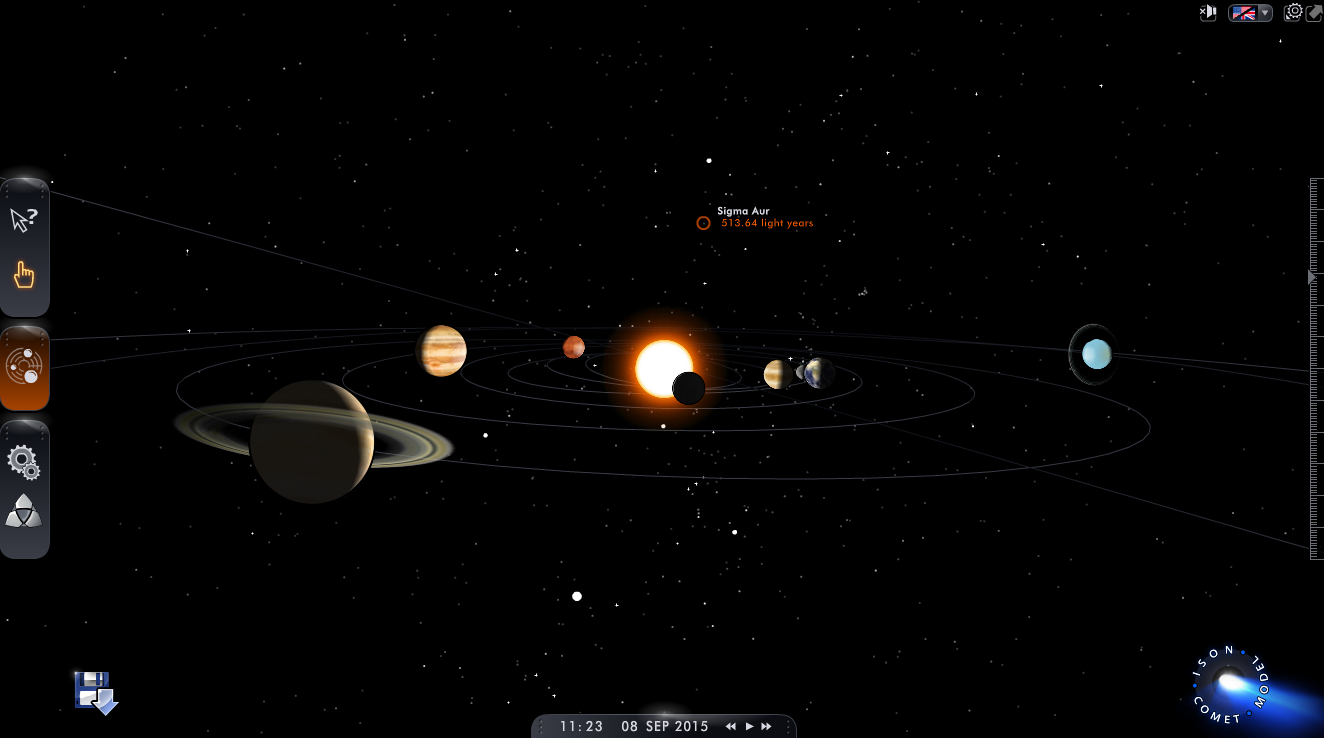 Sigma Aur
513.64 light years
ISON
MODEL
COMET
11:23 08 SEP 2015